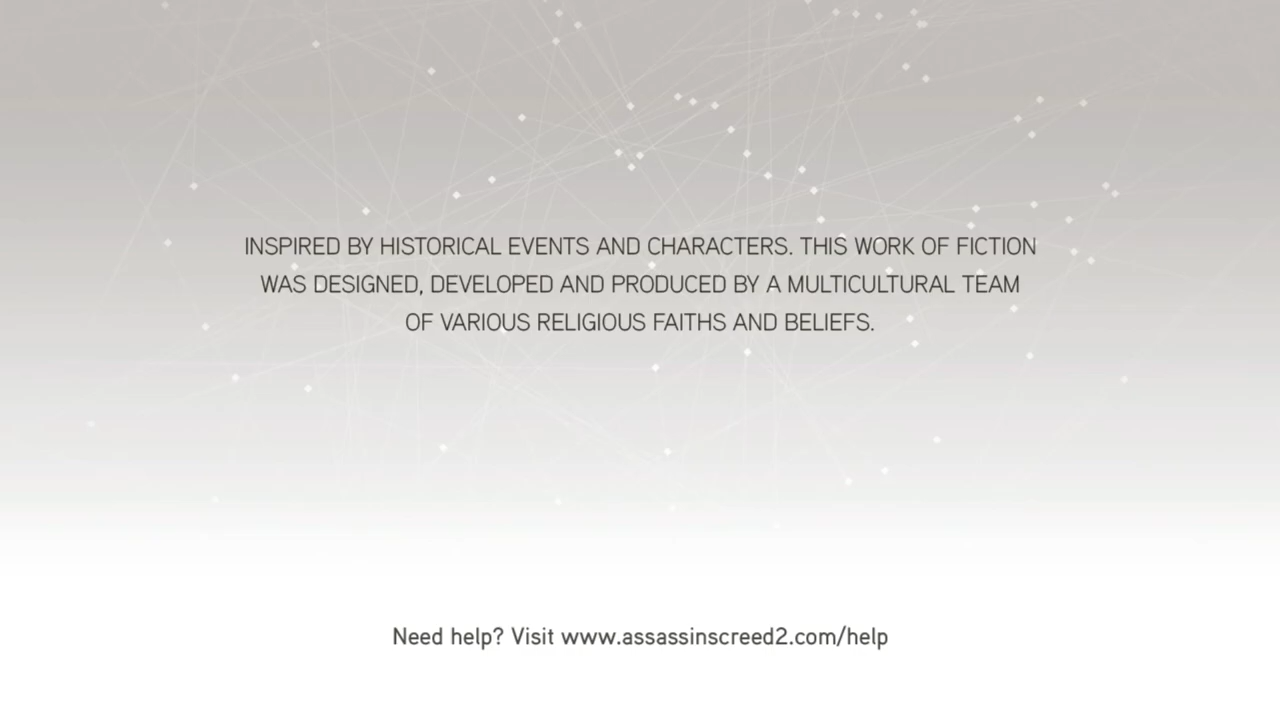 INSPIRED BY HISTORICAL EVENTS AND CHARACTERS. THIS WORK OF FICTION
WAS DESIGNED, DEVELOPED AND PRODUCED BY A MULTICULTURAL TEAM
OF VARIOUS RELIGIOUS FAITHS AND BELIEFS.
Need help? Visit www.assassinscreed2.com/help